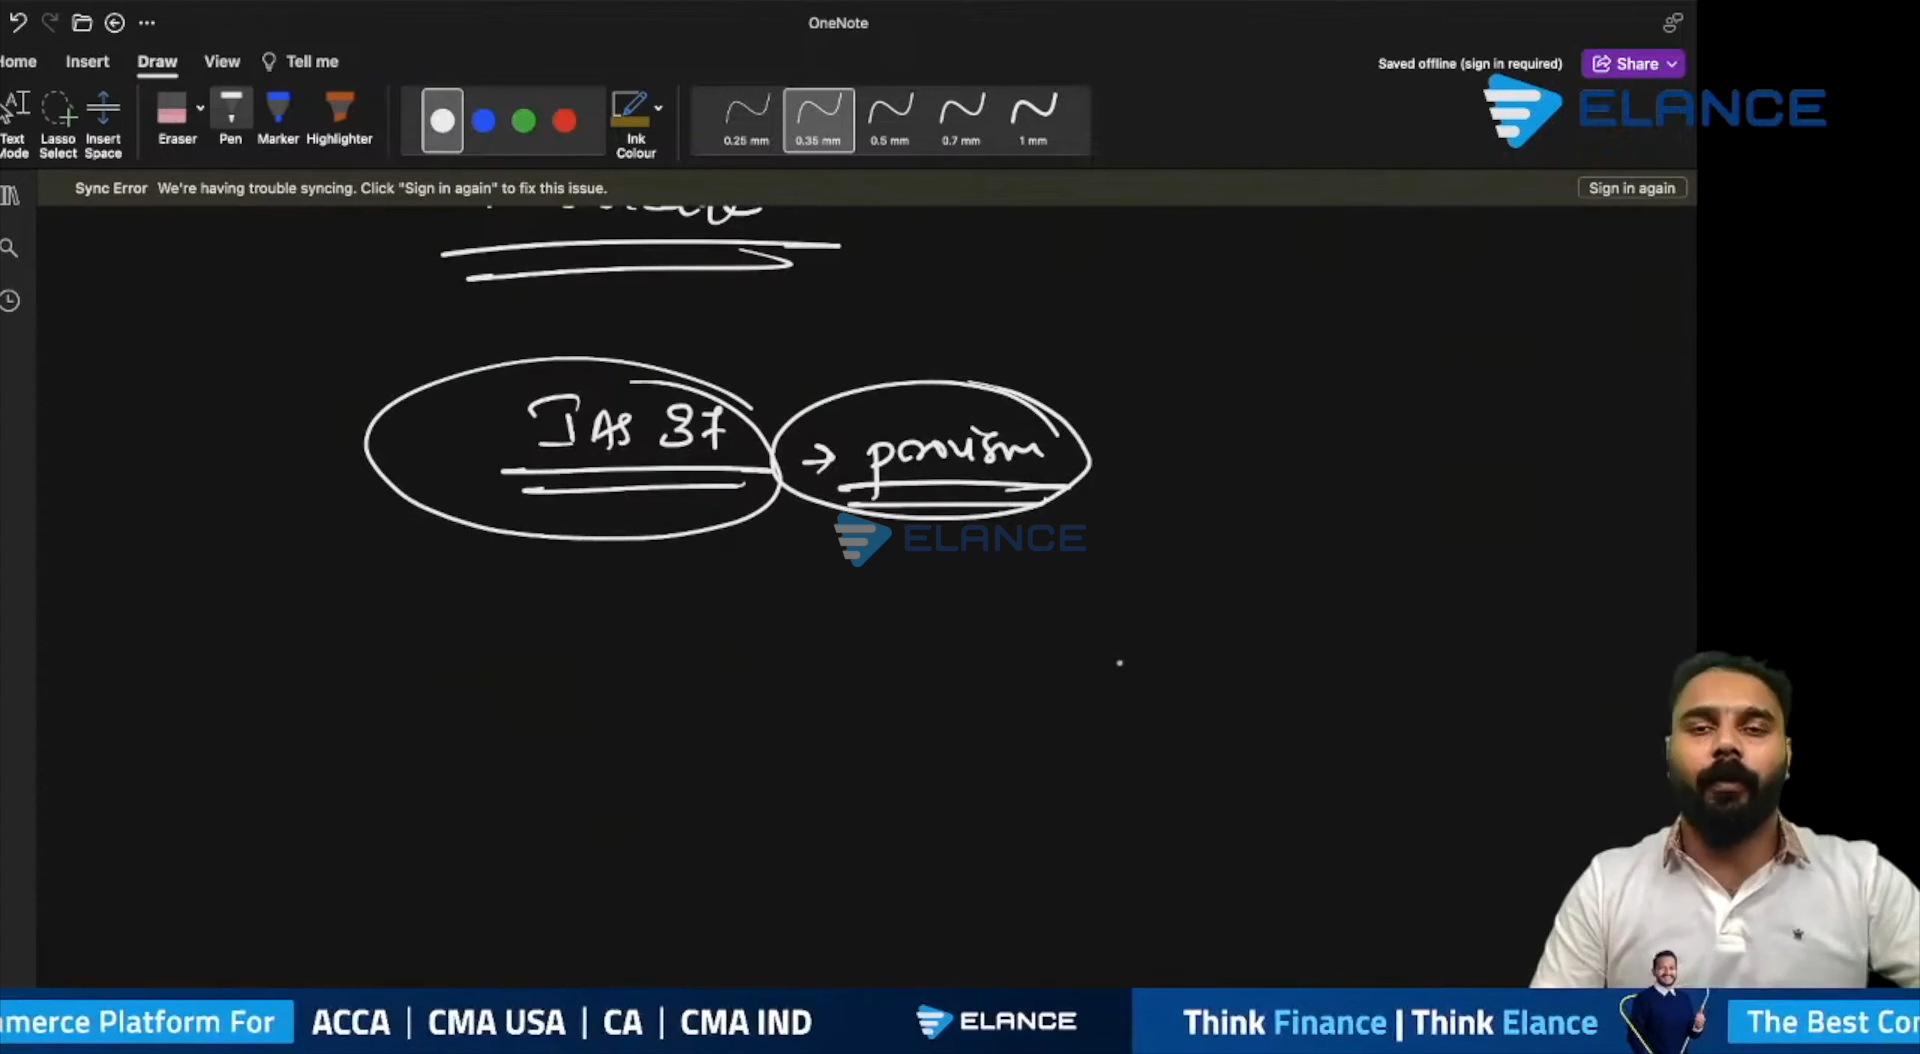 OneNote
Home Insert Draw View Tell me
Saved offline (sign in required) Share
ELANCE
Text Mode
Lasso Select
Insert Space
Eraser
Pen
Marker
Highlighter
Ink Colour
0.25 mm
0.35 mm
0.5 mm
0.7 mm
1 mm
Sync Error We're having trouble syncing. Click "Sign in again" to fix this issue. Sign in again
IAS 37 →
ELANCE
mmerce Platform For ACCA | CMA USA | CA | CMA IND ELANCE Think Finance | Think Elance The Best Con